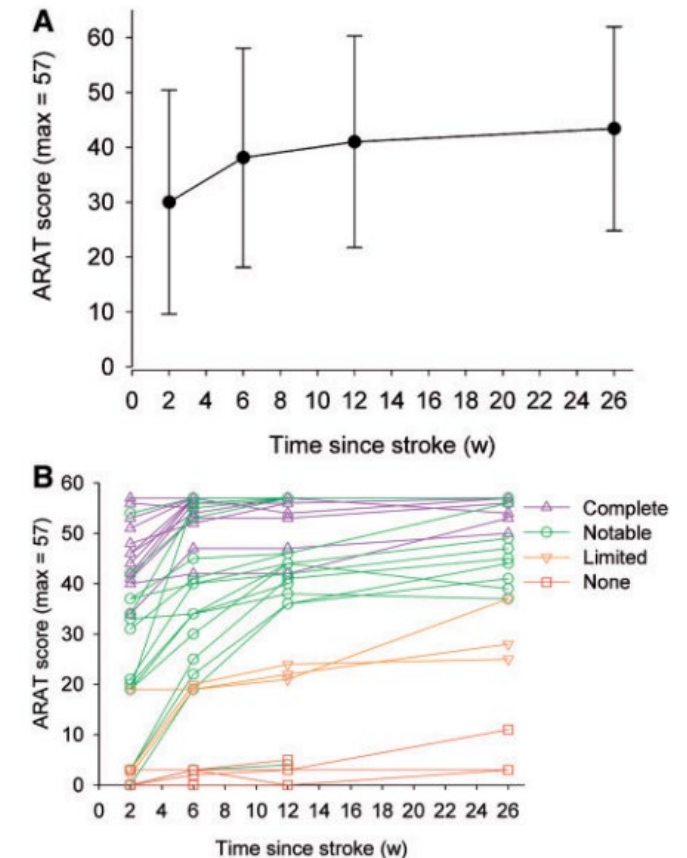 A
ARAT score (max = 57)
60
50
40
30
20
10
0
0 2 4 6 8 10 12 14 16 18 20 22 24 26
Time since stroke (w)
B
ARAT score (max = 57)
60
50
40
30
20
10
0
Complete
Notable
Limited
None
0 2 4 6 8 10 12 14 16 18 20 22 24 26
Time since stroke (w)